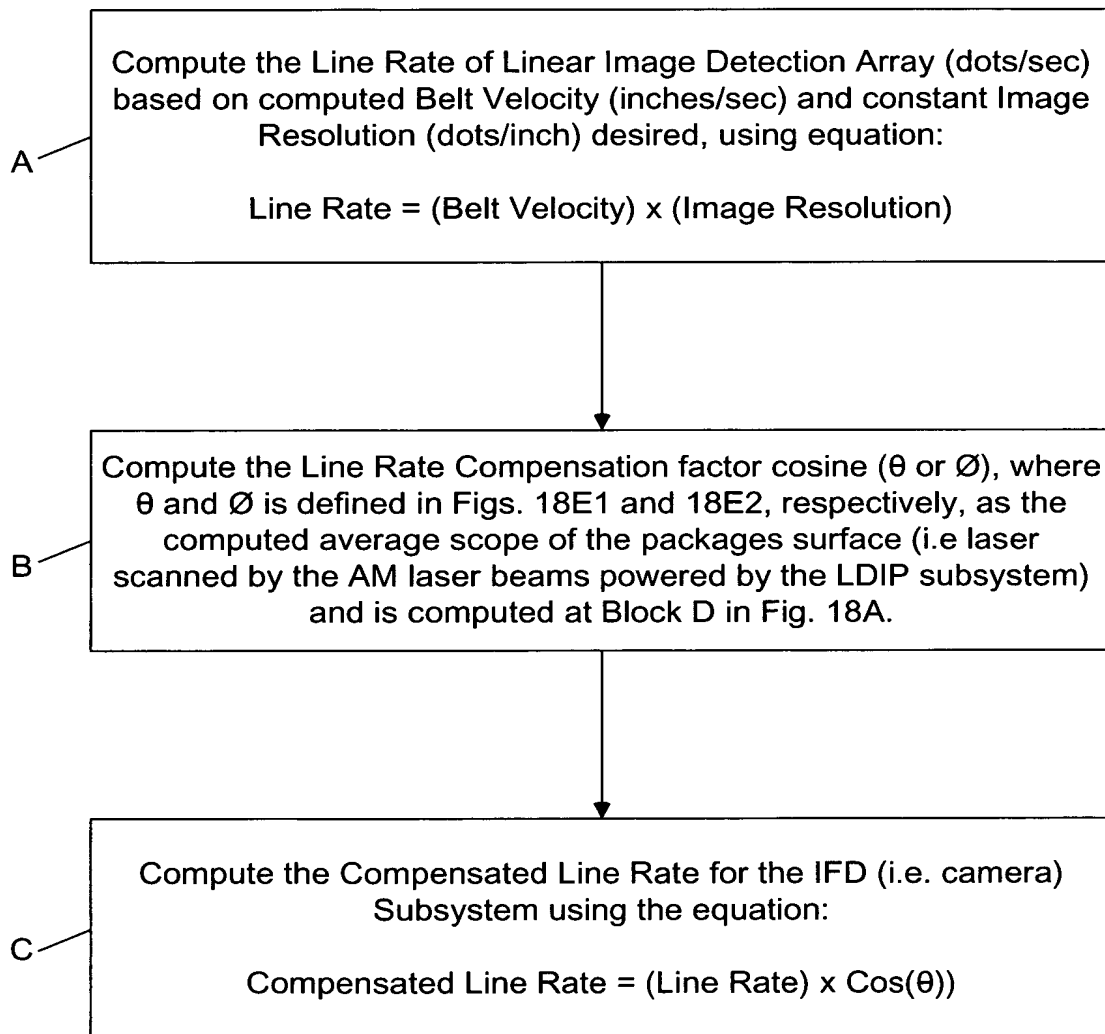 Compute the Line Rate of Linear Image Detection Array (dots/sec)
based on computed Belt Velocity (inches/sec) and constant Image
Resolution (dots/inch) desired, using equation:
Line Rate = (Belt Velocity) x (Image Resolution)
A
Compute the Line Rate Compensation factor cosine (θ or Ø), where
θ and Ø is defined in Figs. 18E1 and 18E2, respectively, as the
computed average scope of the packages surface (i.e laser
scanned by the AM laser beams powered by the LDIP subsystem)
and is computed at Block D in Fig. 18A.
B
Compute the Compensated Line Rate for the IFD (i.e. camera)
Subsystem using the equation:
Compensated Line Rate = (Line Rate) x Cos(θ))
C